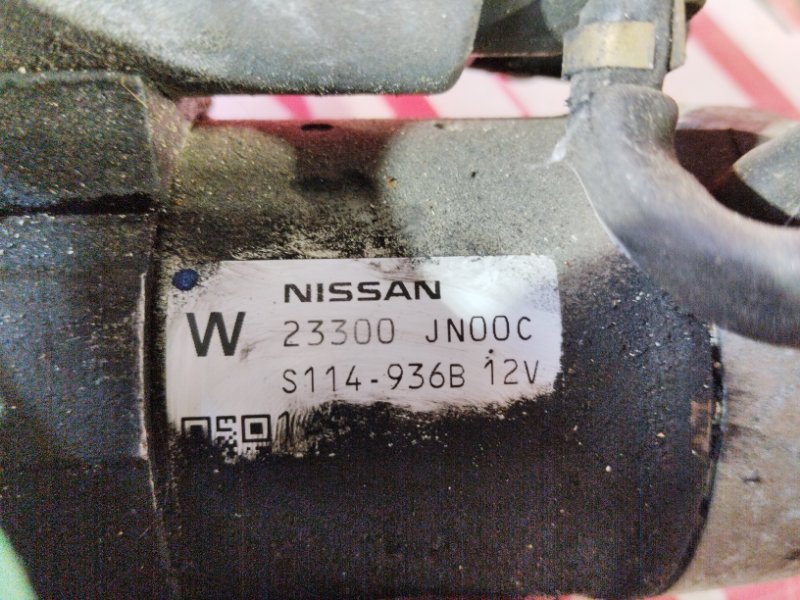 NISSAN
W 23300 JN00C
S114-936B 12V